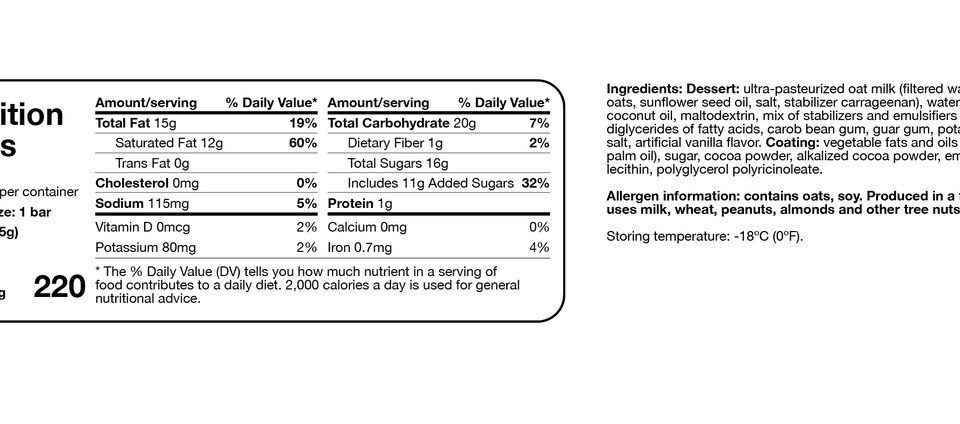 ition
s
per container
ze: 1 bar
5g)
g 220
Amount/serving % Daily Value*
Total Fat 15g 19%
Saturated Fat 12g 60%
Trans Fat 0g
Cholesterol 0mg 0%
Sodium 115mg 5%
Vitamin D 0mcg 2%
Potassium 80mg 2%
Amount/serving % Daily Value*
Total Carbohydrate 20g 7%
Dietary Fiber 1g 2%
Total Sugars 16g
Includes 11g Added Sugars 32%
Protein 1g
Calcium 0mg 0%
Iron 0.7mg 4%
* The % Daily Value (DV) tells you how much nutrient in a serving of
food contributes to a daily diet. 2,000 calories a day is used for general
nutritional advice.
Ingredients: Dessert: ultra-pasteurized oat milk (filtered wa
oats, sunflower seed oil, salt, stabilizer carrageenan), water
coconut oil, maltodextrin, mix of stabilizers and emulsifiers
diglycerides of fatty acids, carob bean gum, guar gum, pota
salt, artificial vanilla flavor. Coating: vegetable fats and oils
palm oil), sugar, cocoa powder, alkalized cocoa powder, em
lecithin, polyglycerol polyricinoleate.
Allergen information: contains oats, soy. Produced in a
uses milk, wheat, peanuts, almonds and other tree nuts
Storing temperature: -18ºC (0ºF).